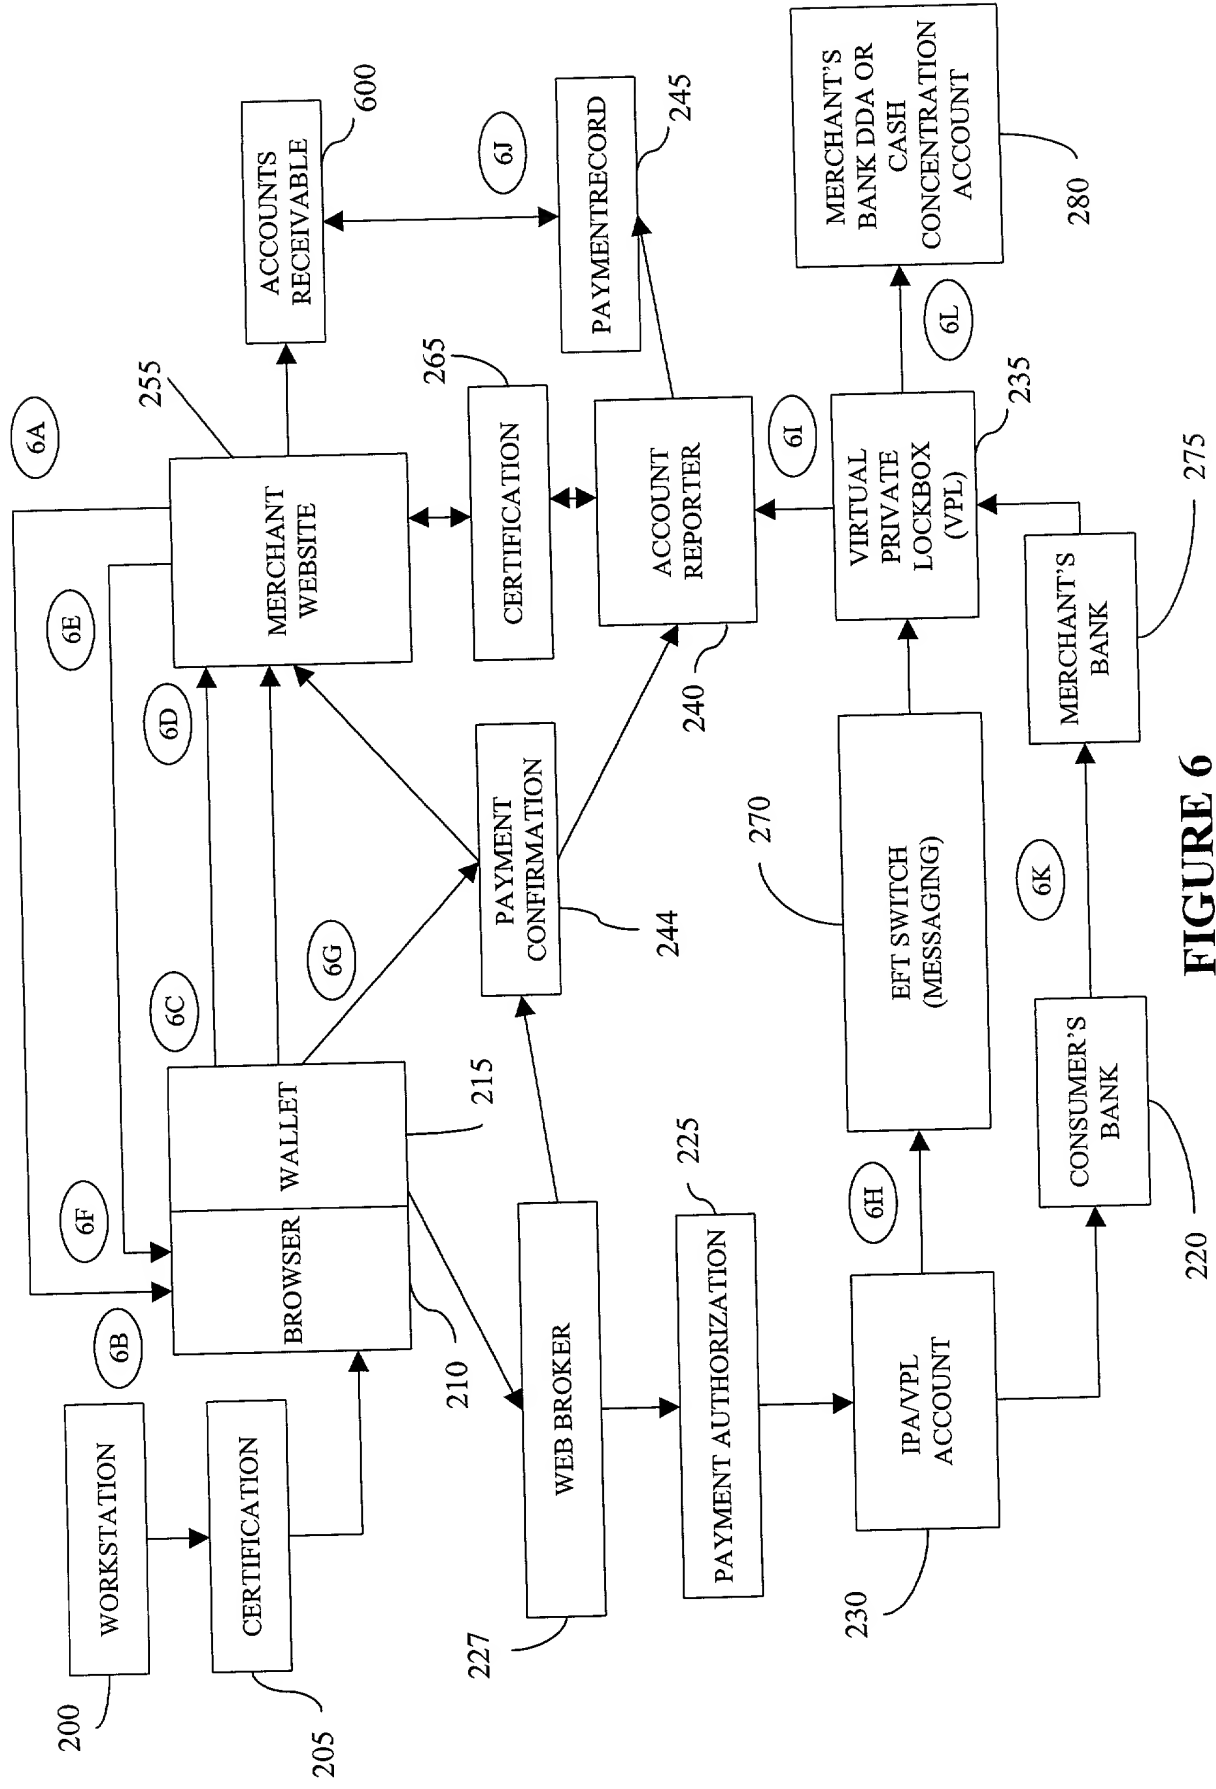 6A
6E
255
ACCOUNTS
RECEIVABLE
600
6F
6C
6D
MERCHANT
WEBSITE
6B
BROWSER
WALLET
WORKSTATION
200
6G
265
6J
CERTIFICATION
205
210
215
PAYMENT
CONFIRMATION
244
CERTIFICATION
PAYMENTRECORD
245
WEB BROKER
227
225
ACCOUNT
REPORTER
240
PAYMENT AUTHORIZATION
270
6I
6H
EFT SWITCH
(MESSAGING)
VIRTUAL
PRIVATE
LOCKBOX
(VPL)
235
6L
MERCHANT'S
BANK DDA OR
CASH
CONCENTRATION
ACCOUNT
280
IPA/VPL
ACCOUNT
230
6K
CONSUMER'S
BANK
220
MERCHANT'S
BANK
275
FIGURE 6